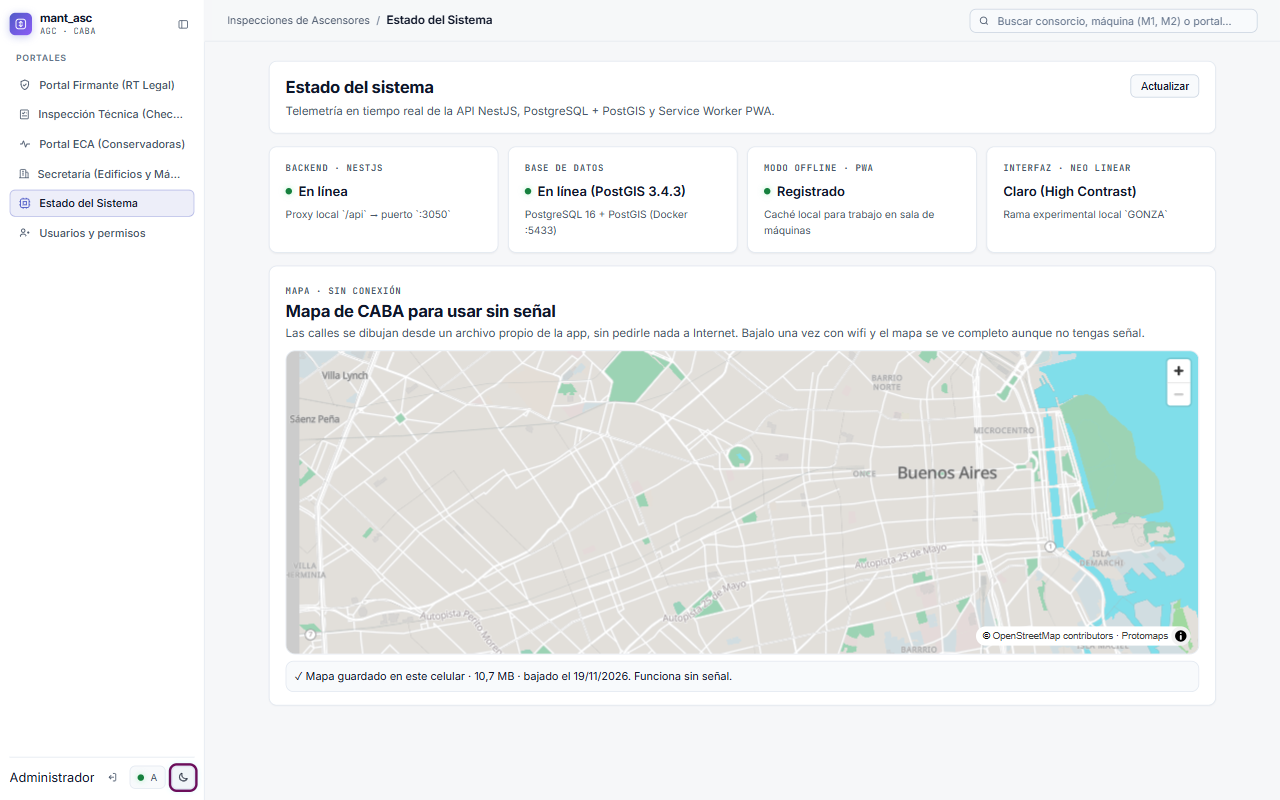 mant_asc
AGC · CABA
PORTALES
Portal Firmante (RT Legal)
Inspección Técnica (Chec...
Portal ECA (Conservadoras)
Secretaría (Edificios y Má...
Estado del Sistema
Usuarios y permisos
Administrador
A
Inspecciones de Ascensores / Estado del Sistema
Buscar consorcio, máquina (M1, M2) o portal...
Estado del sistema
Telemetría en tiempo real de la API NestJS, PostgreSQL + PostGIS y Service Worker PWA.
Actualizar
BACKEND · NESTJS
En línea
Proxy local `/api` → puerto `:3050`
BASE DE DATOS
En línea (PostGIS 3.4.3)
PostgreSQL 16 + PostGIS (Docker
:5433)
MODO OFFLINE · PWA
Registrado
Caché local para trabajo en sala de
máquinas
INTERFAZ · NEO LINEAR
Claro (High Contrast)
Rama experimental local `GONZA`
MAPA · SIN CONEXIÓN
Mapa de CABA para usar sin señal
Las calles se dibujan desde un archivo propio de la app, sin pedirle nada a Internet. Bajalo una vez con wifi y el mapa se ve completo aunque no tengas señal.
Villa Lynch
BARRIO
NORTE
Sáenz Peña
MICROCENTRO
ONCE
Buenos Aires
1
Autopista 25 de Mayo
ISLA
DEMARCHI
VILLA
Autopista 25 de Mayo
Autopista Perito Moreno
BARRRIO
© OpenStreetMap contributors · Protomaps
✓ Mapa guardado en este celular · 10,7 MB · bajado el 19/11/2026. Funciona sin señal.